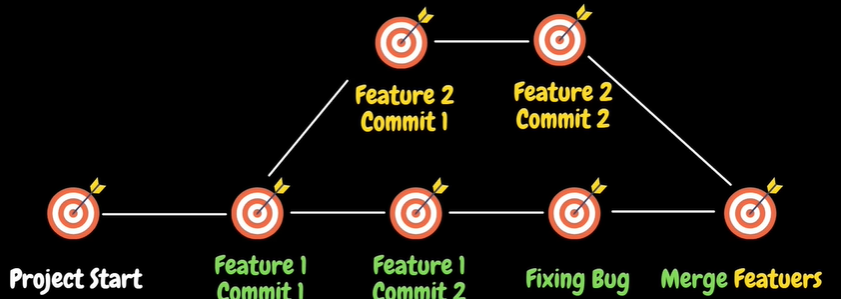 Feature 2
Commit 1
Feature 2
Commit 2
Project Start
Feature 1
Commit 1
Feature 1
Commit 2
Fixing Bug
Merge Featuers